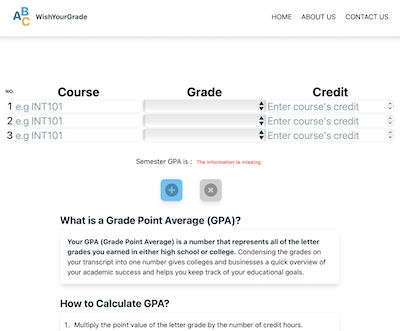 A B C WishYourGrade HOME ABOUT US CONTACT US
NO. Course Grade Credit
1 e.g INT101 Enter course's credit
2 e.g INT101 Enter course's credit
3 e.g INT101 Enter course's credit
Semester GPA is : The information is missing
What is a Grade Point Average (GPA)?
Your GPA (Grade Point Average) is a number that represents all of the letter
grades you earned in either high school or college. Condensing the grades on
your transcript into one number gives colleges and businesses a quick overview of
your academic success and helps you keep track of your educational goals.
How to Calculate GPA?
1. Multiply the point value of the letter grade by the number of credit hours.